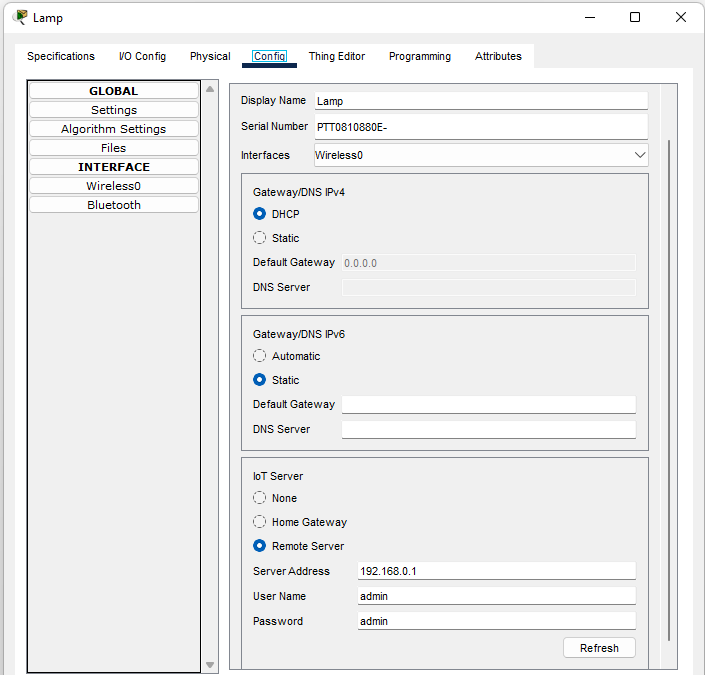 Lamp
Specifications I/O Config Physical Config Thing Editor Programming Attributes
GLOBAL
Settings
Algorithm Settings
Files
INTERFACE
Wireless0
Bluetooth
Display Name Lamp
Serial Number PTT0810880E-
Interfaces Wireless0
Gateway/DNS IPv4
DHCP
Static
Default Gateway 0.0.0.0
DNS Server
Gateway/DNS IPv6
Automatic
Static
Default Gateway
DNS Server
IoT Server
None
Home Gateway
Remote Server
Server Address 192.168.0.1
User Name admin
Password admin
Refresh